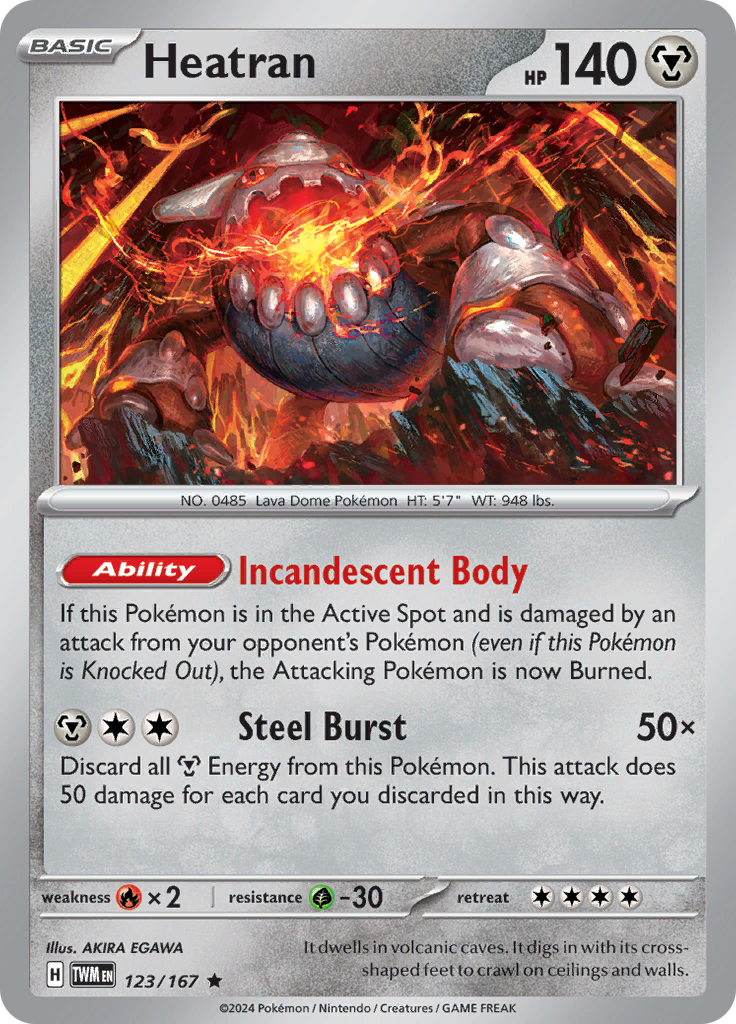 BASIC
Heatran
HP 140
NO. 0485 Lava Dome Pokémon HT: 5'7" WT: 948 lbs.
Ability Incandescent Body
If this Pokémon is in the Active Spot and is damaged by an
attack from your opponent's Pokémon (even if this Pokémon
is Knocked Out), the Attacking Pokémon is now Burned.
Steel Burst 50×
Discard all Energy from this Pokémon. This attack does
50 damage for each card you discarded in this way.
weakness ×2 resistance -30 retreat
Illus. AKIRA EGAWA
H TWM EN 123/167
It dwells in volcanic caves. It digs in with its cross-
shaped feet to crawl on ceilings and walls.
©2024 Pokémon / Nintendo / Creatures / GAME FREAK